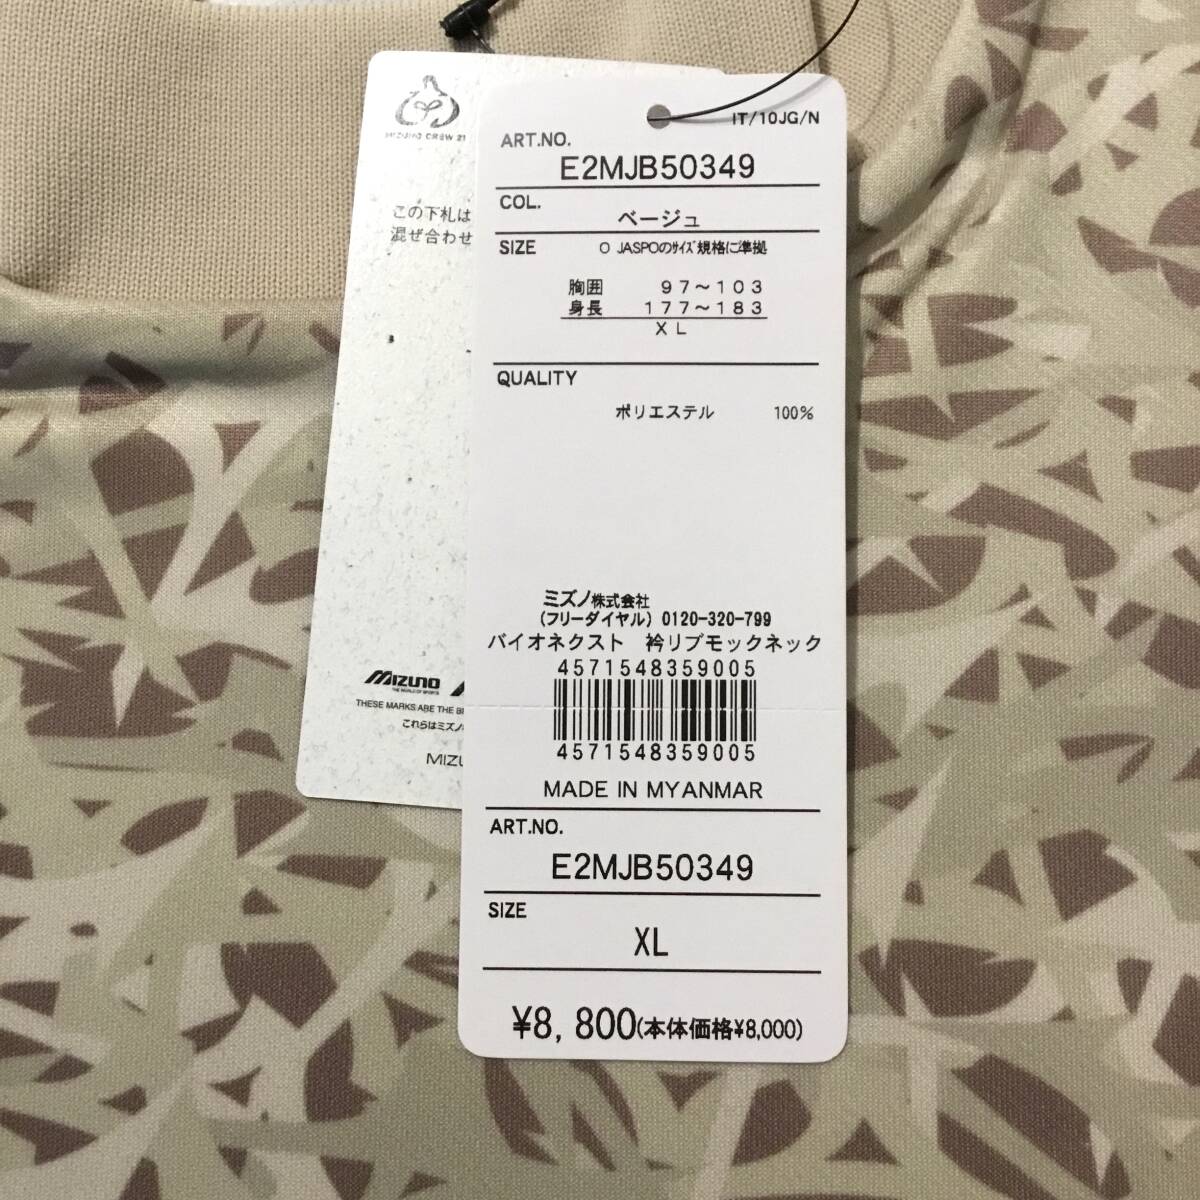 MIZUNO CREW 21
この下札は
混ぜ合わせ
MIZUNO
THE WORLD OF SPORTS
THESE MARKS ARE THE
これらはミズノ
IT/10JG/N
ART.NO.
E2MJB50349
COL.
ベージュ
SIZE O JASPOのサイズ規格に準拠
胸囲 97～103
身長 177～183
XL
QUALITY
ポリエステル 100%
ミズノ株式会社
(フリーダイヤル) 0120-320-799
バイオネクスト 衿リブモックネック
4571548359005
4571548359005
MADE IN MYANMAR
ART.NO.
E2MJB50349
SIZE
XL
¥8,800(本体価格¥8,000)